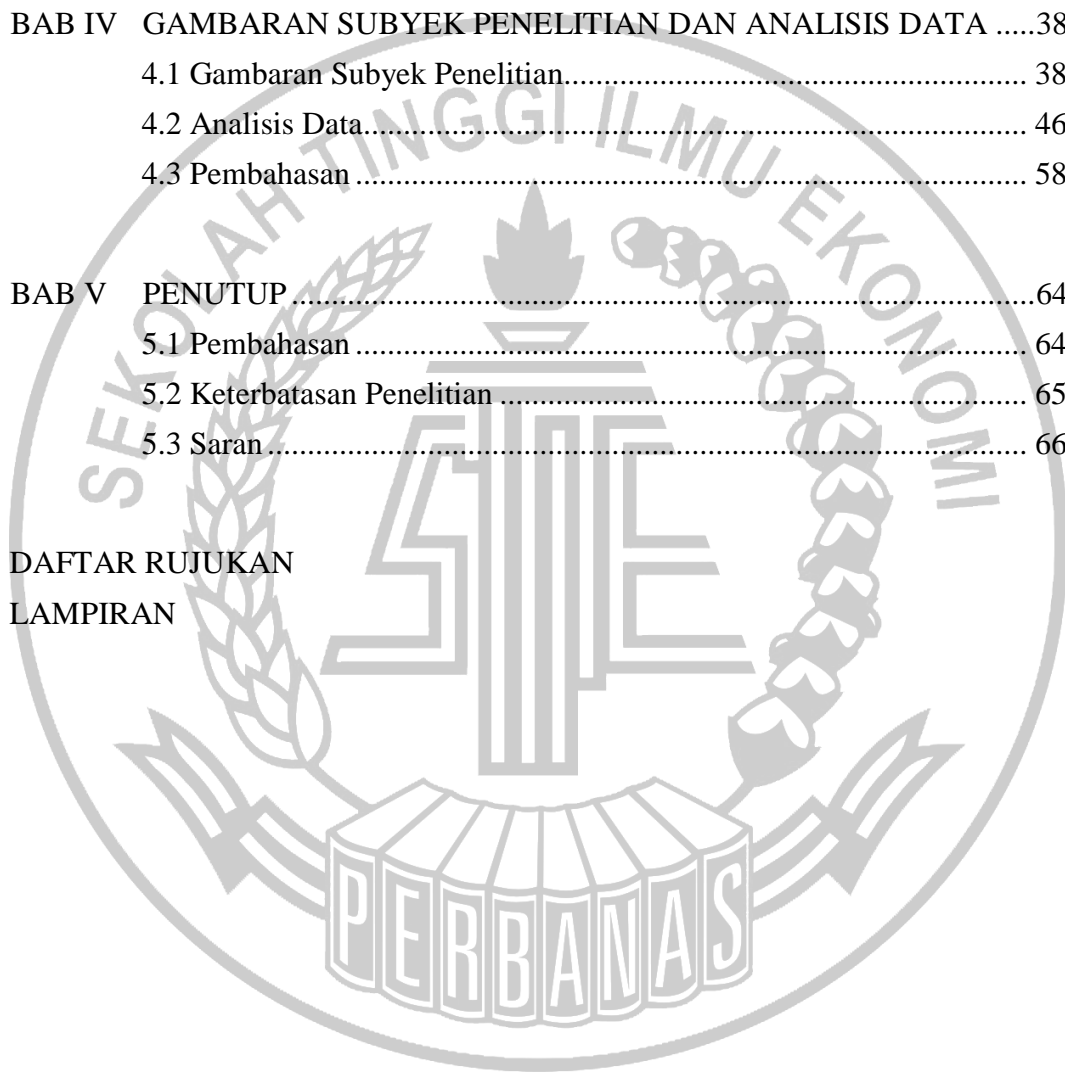 BAB IV GAMBARAN SUBYEK PENELITIAN DAN ANALISIS DATA .....38
4.1 Gambaran Subyek Penelitian.......................................................... 38
4.2 Analisis Data.................................................................................... 46
4.3 Pembahasan .................................................................................... 58
BAB V PENUTUP .............................................................................................64
5.1 Pembahasan .................................................................................... 64
5.2 Keterbatasan Penelitian .................................................................. 65
5.3 Saran ............................................................................................... 66
DAFTAR RUJUKAN
LAMPIRAN
SEKOLAH TINGGI ILMU EKONOMI
STIE
PERBANAS